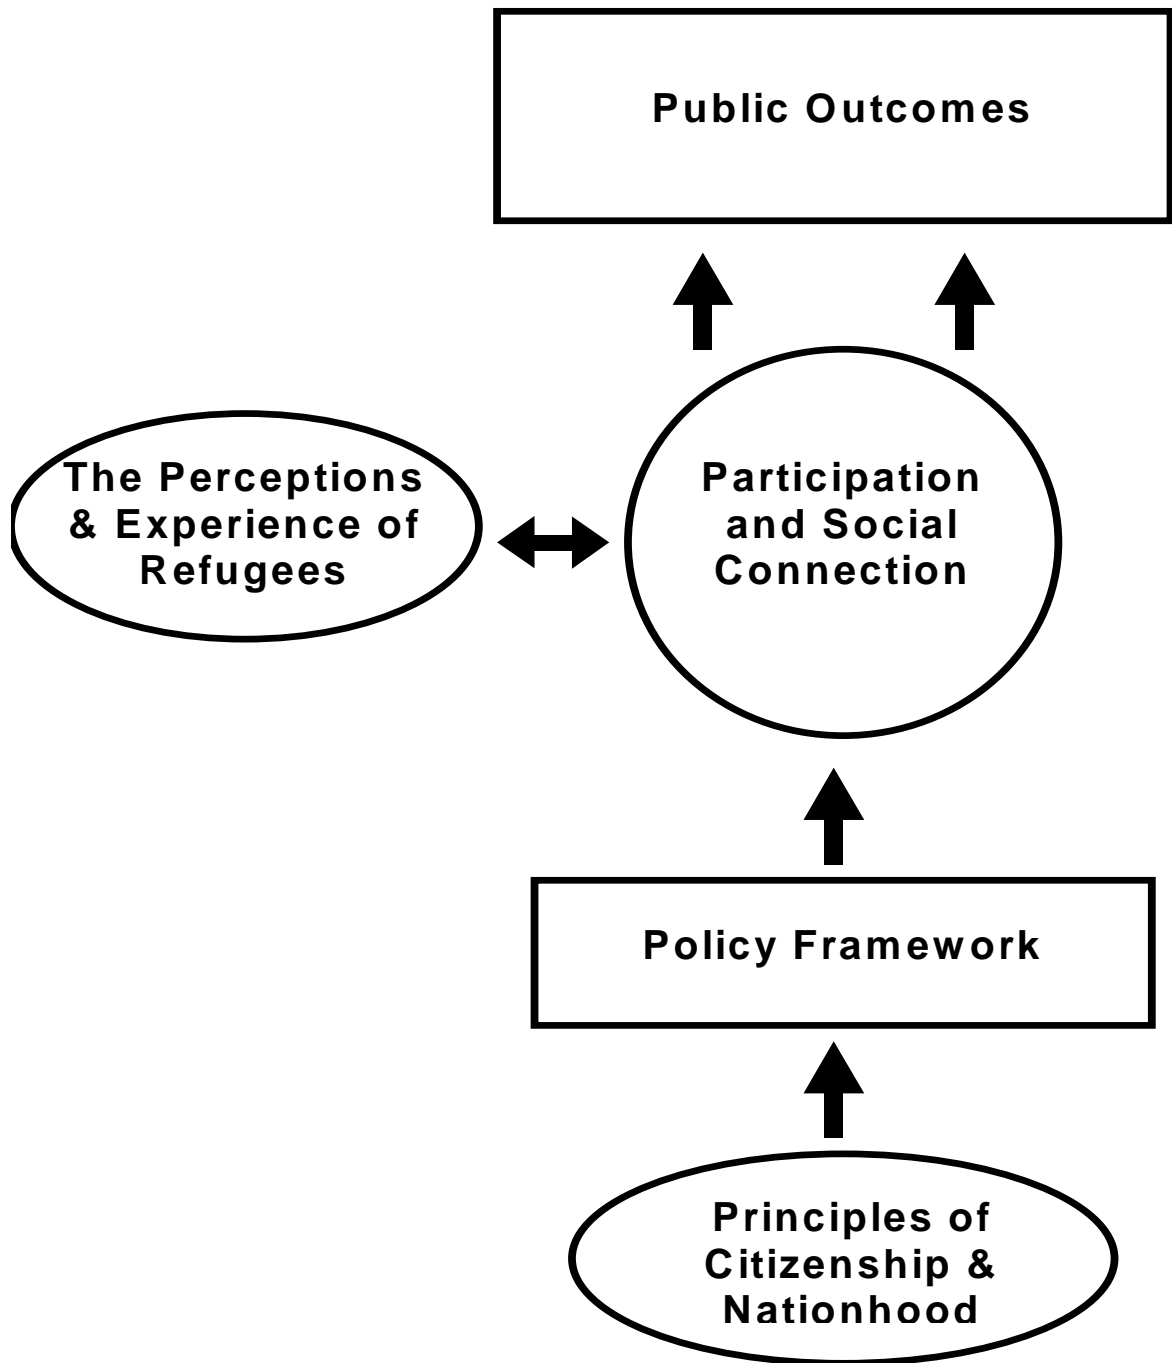 Public Outcomes
The Perceptions
& Experience of
Refugees
Participation
and Social
Connection
Policy Framework
Principles of
Citizenship &
Nationhood